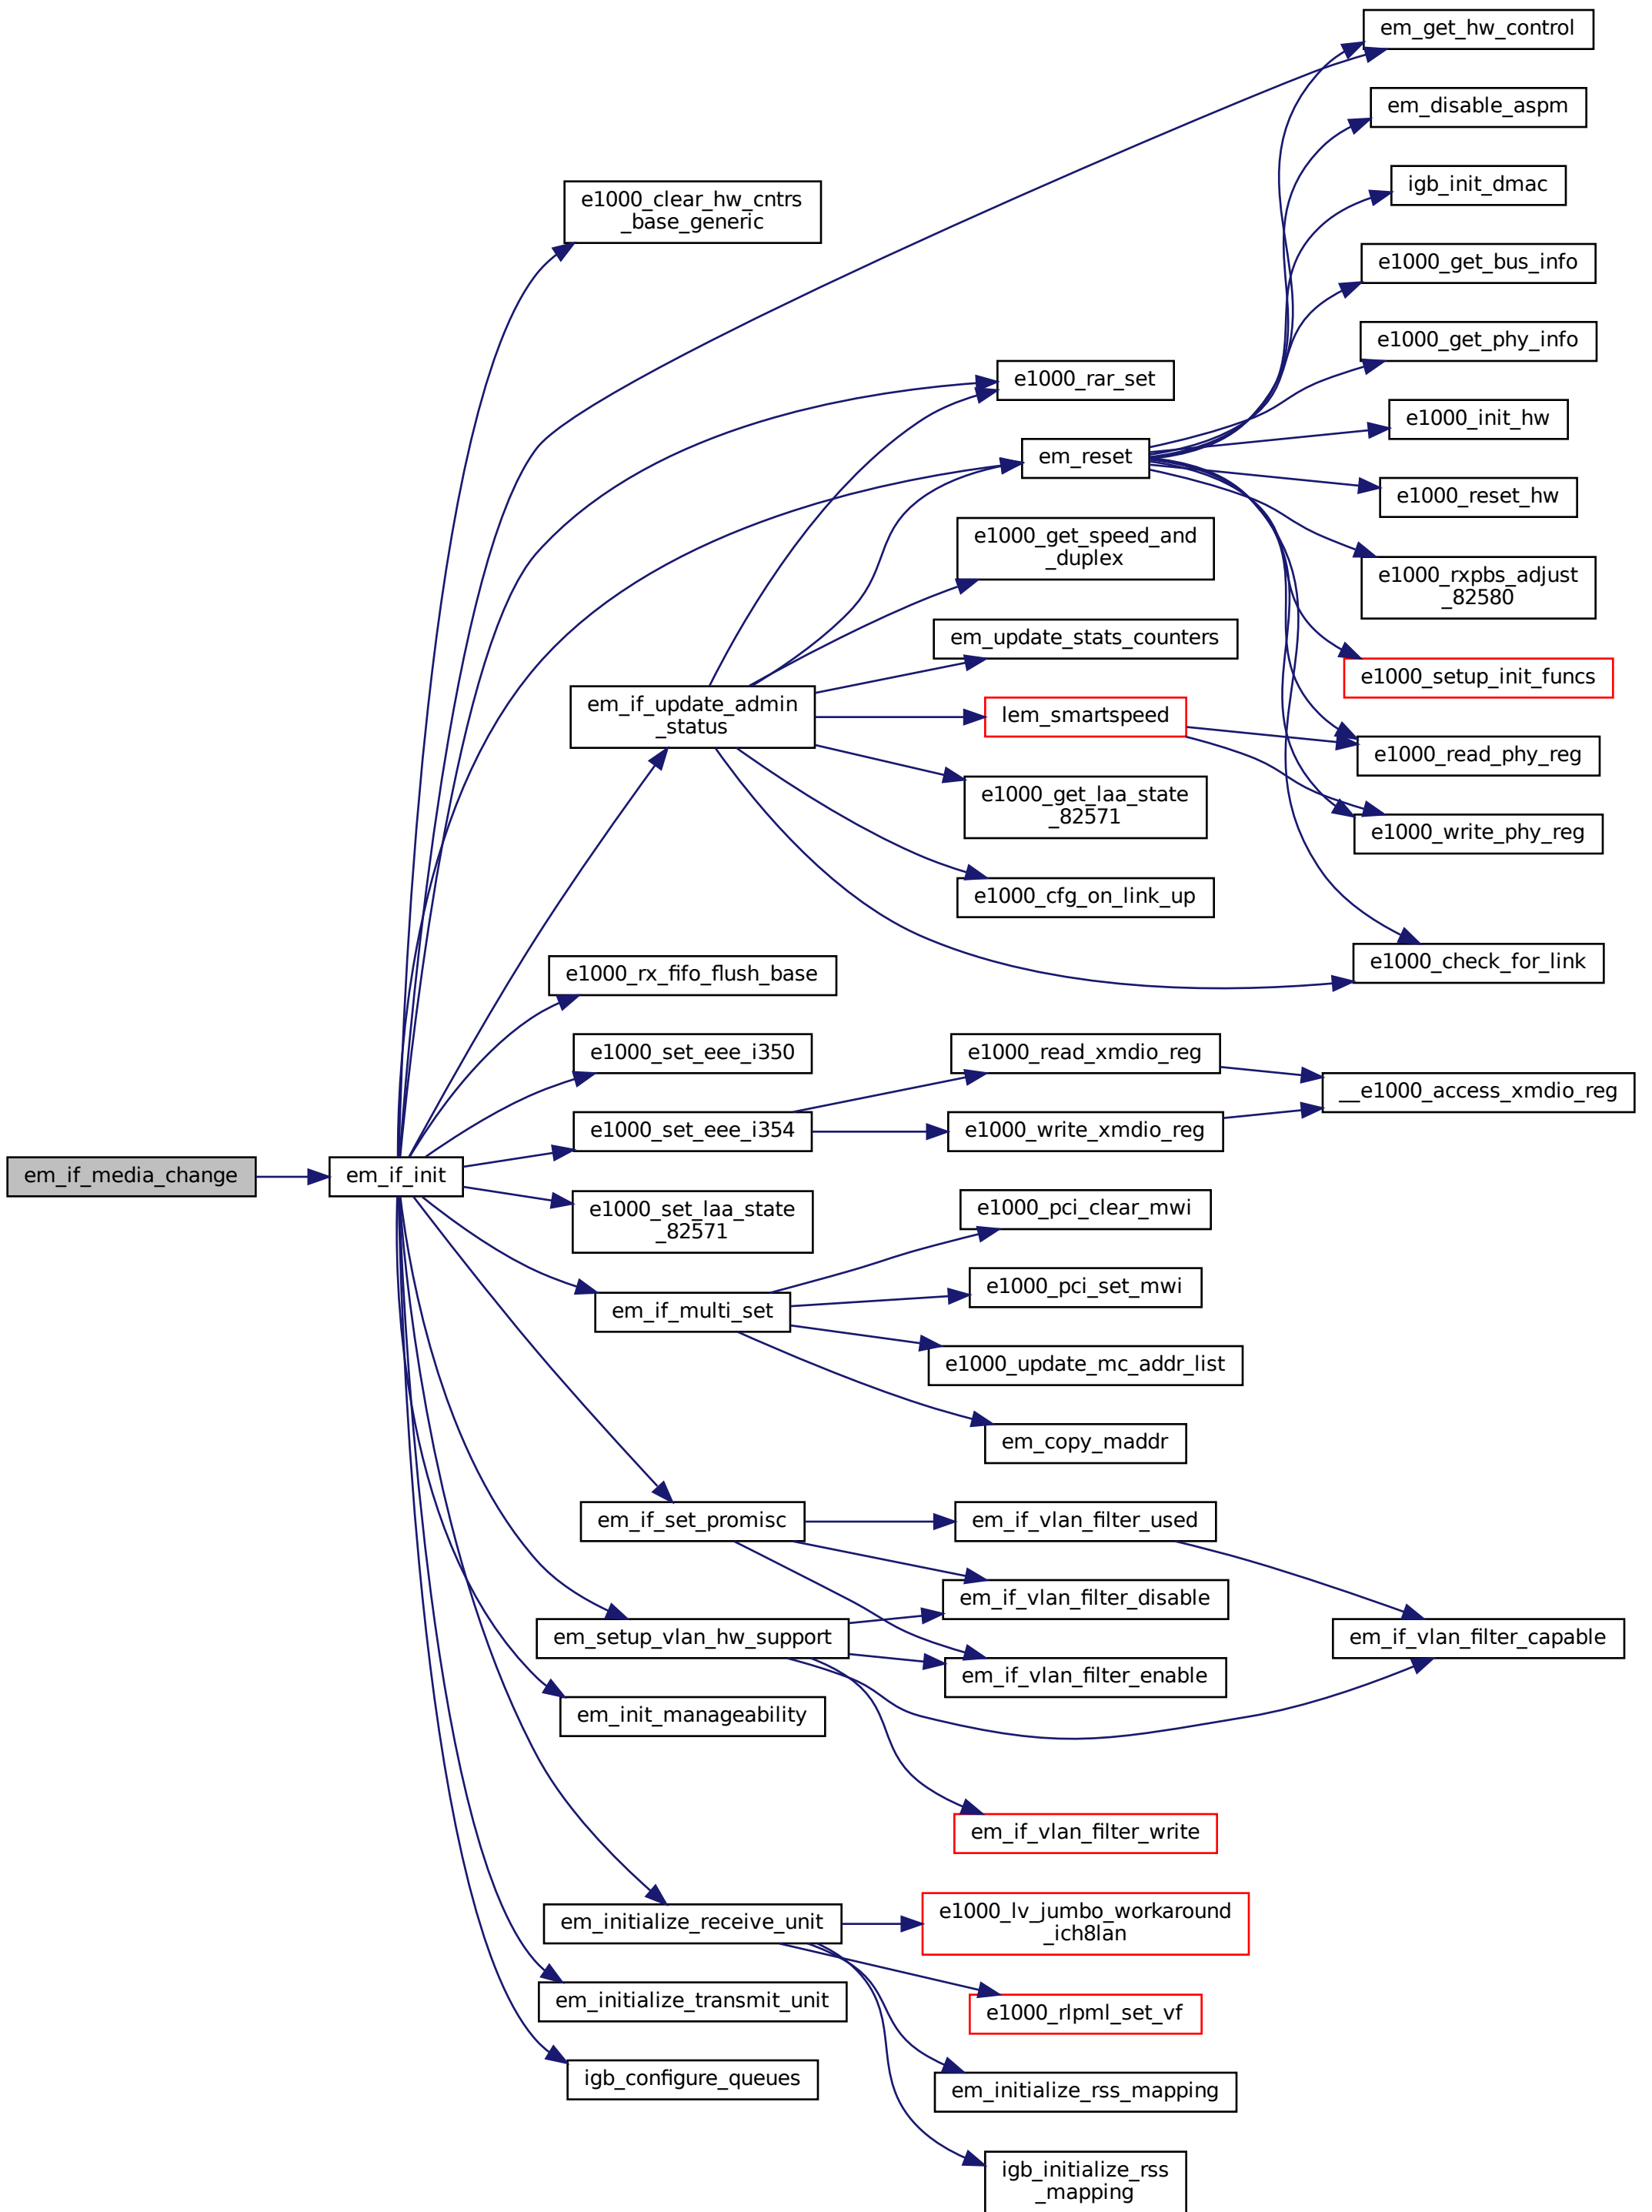 em_get_hw_control
em_disable_aspm
igb_init_dmac
e1000_clear_hw_cntrs
_base_generic
e1000_get_bus_info
e1000_get_phy_info
e1000_rar_set
e1000_init_hw
em_reset
e1000_reset_hw
e1000_get_speed_and
_duplex
e1000_rxpbs_adjust
_82580
em_update_stats_counters
e1000_setup_init_funcs
em_if_update_admin
_status
lem_smartspeed
e1000_read_phy_reg
e1000_get_laa_state
_82571
e1000_write_phy_reg
e1000_cfg_on_link_up
e1000_check_for_link
e1000_rx_fifo_flush_base
e1000_set_eee_i350
e1000_read_xmdio_reg
__e1000_access_xmdio_reg
e1000_set_eee_i354
e1000_write_xmdio_reg
em_if_media_change
em_if_init
e1000_set_laa_state
_82571
e1000_pci_clear_mwi
e1000_pci_set_mwi
em_if_multi_set
e1000_update_mc_addr_list
em_copy_maddr
em_if_set_promisc
em_if_vlan_filter_used
em_if_vlan_filter_disable
em_setup_vlan_hw_support
em_if_vlan_filter_capable
em_if_vlan_filter_enable
em_init_manageability
em_if_vlan_filter_write
em_initialize_receive_unit
e1000_lv_jumbo_workaround
_ich8lan
em_initialize_transmit_unit
e1000_rlpml_set_vf
igb_configure_queues
em_initialize_rss_mapping
igb_initialize_rss
_mapping